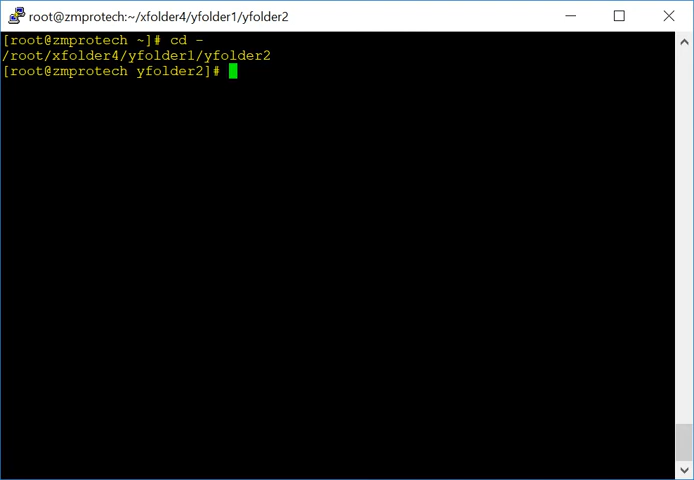 root@zmprotech:~/xfolder4/yfolder1/yfolder2
[root@zmprotech ~]# cd -
/root/xfolder4/yfolder1/yfolder2
[root@zmprotech yfolder2]#